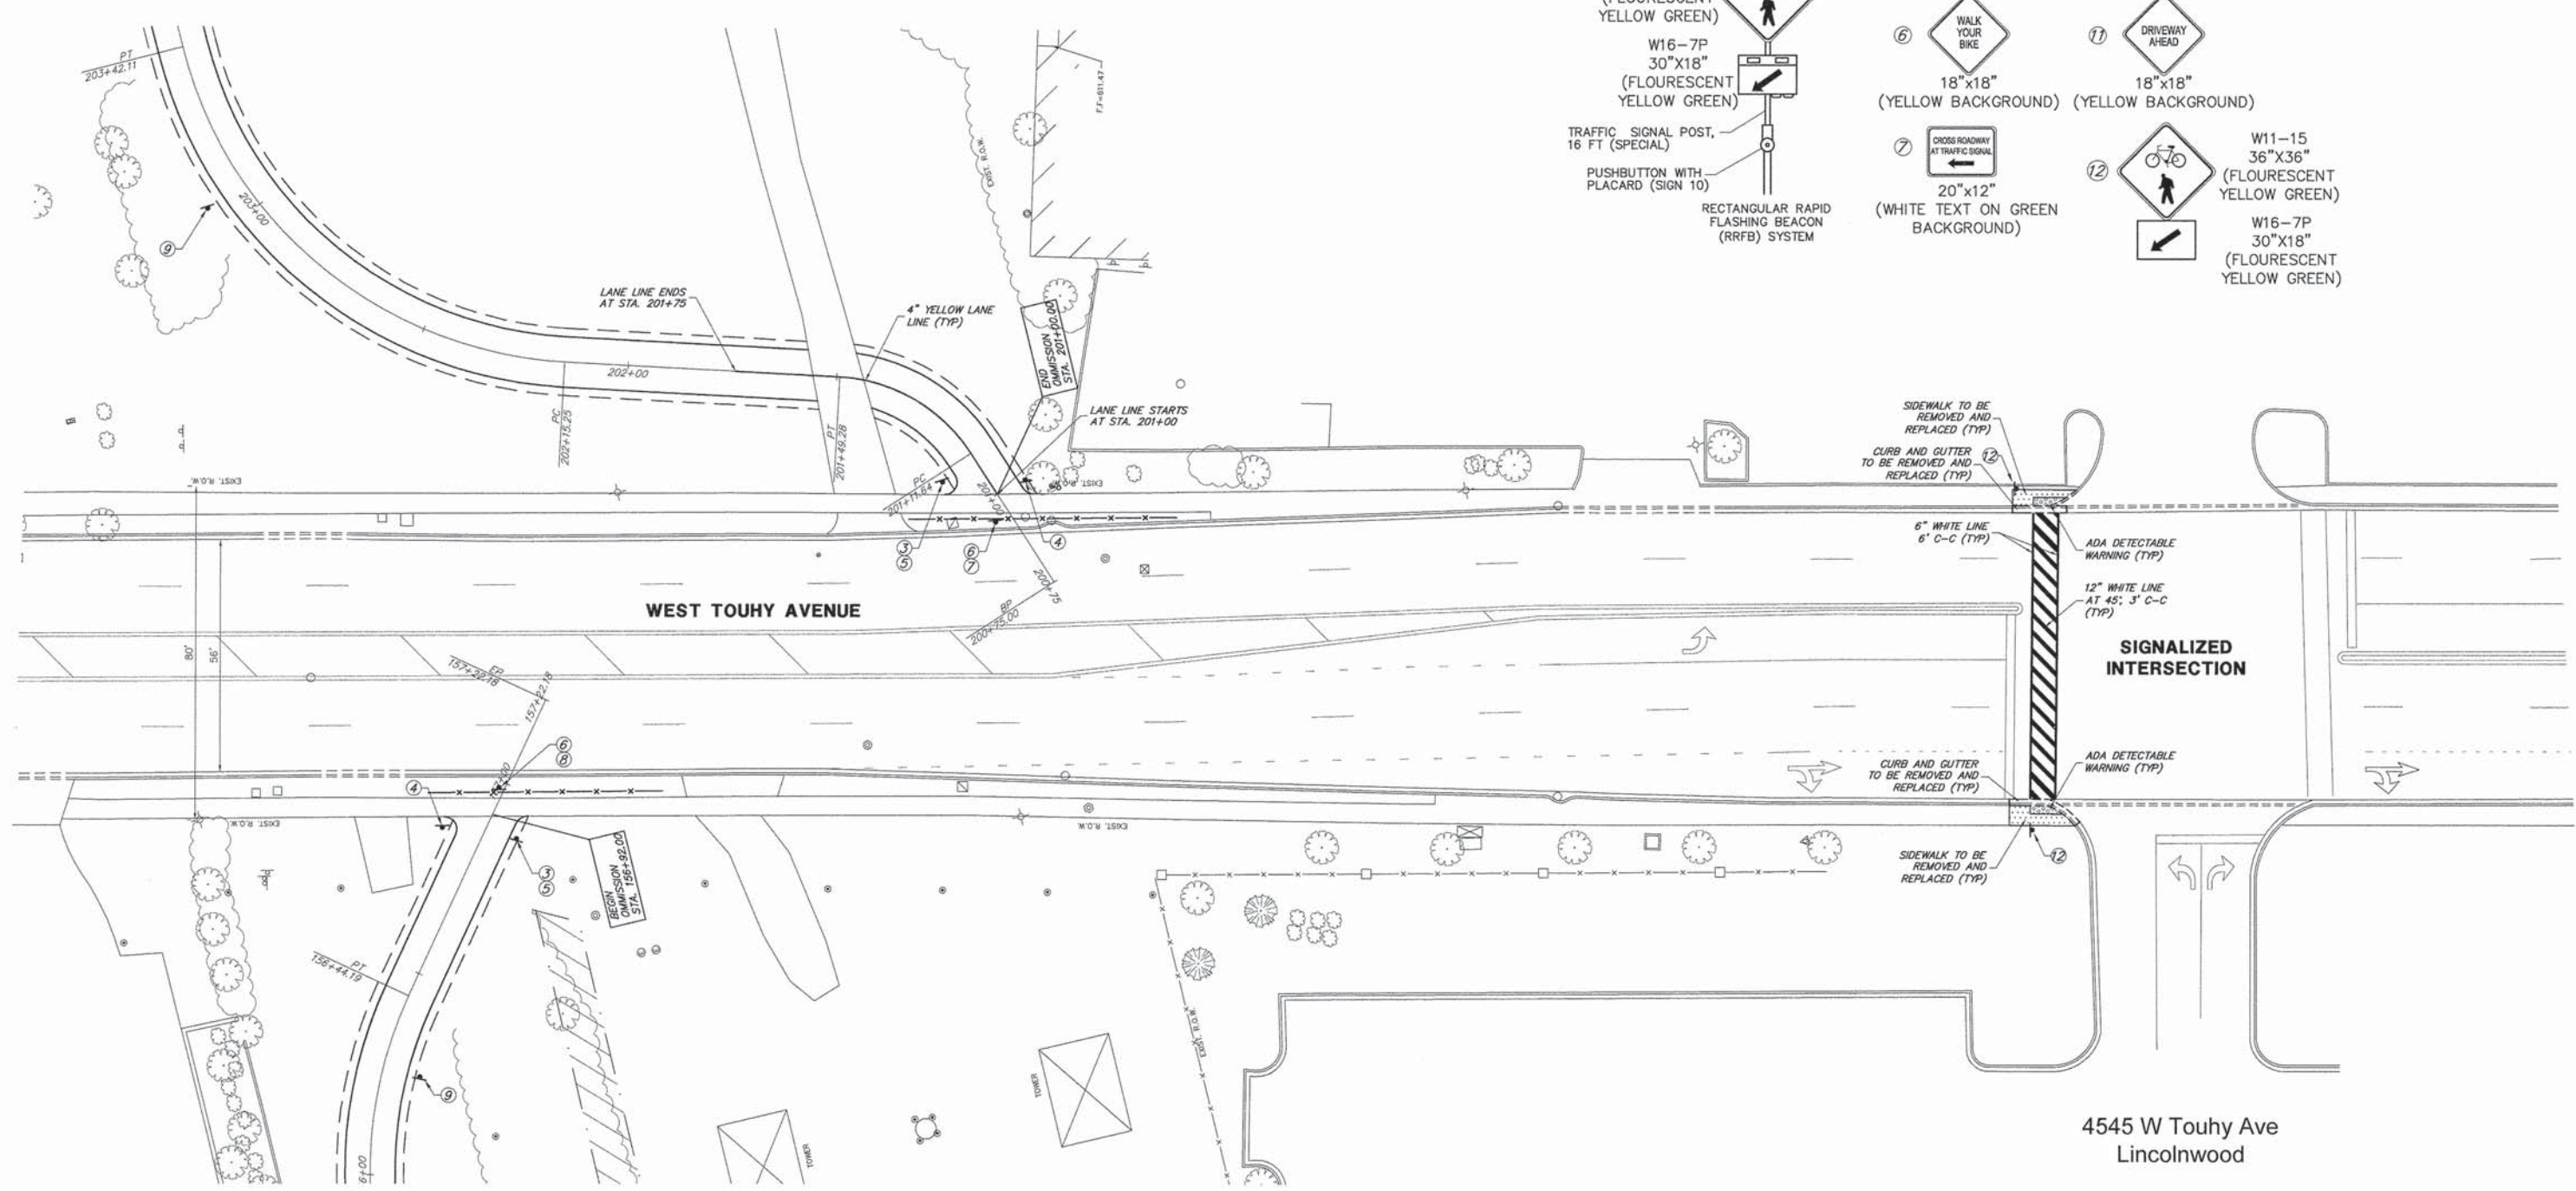 (FLOURESCENT
YELLOW GREEN)
W16-7P
30"X18"
(FLOURESCENT
YELLOW GREEN)
TRAFFIC SIGNAL POST,
16 FT (SPECIAL)
PUSHBUTTON WITH
PLACARD (SIGN 10)
RECTANGULAR RAPID
FLASHING BEACON
(RRFB) SYSTEM
6
WALK
YOUR
BIKE
18"x18"
(YELLOW BACKGROUND)
11
DRIVEWAY
AHEAD
18"x18"
(YELLOW BACKGROUND)
7
CROSS ROADWAY
AT TRAFFIC SIGNAL
20"x12"
(WHITE TEXT ON GREEN
BACKGROUND)
12
W11-15
36"X36"
(FLOURESCENT
YELLOW GREEN)
W16-7P
30"X18"
(FLOURESCENT
YELLOW GREEN)
PT
203+42.11
203+00
9
F.F=611.47
EXIST. R.O.W.
LANE LINE ENDS
AT STA. 201+75
4" YELLOW LANE
LINE (TYP)
END
OMMISSION
STA. 201+00.00
LANE LINE STARTS
AT STA. 201+00
202+00
PC
202+15.25
PT
201+49.28
PC
201+11.64
201+00
EXIST. R.O.W.
EXIST. R.O.W.
3
5
6
7
4
200+75
BP
200+75.00
SIDEWALK TO BE
REMOVED AND
REPLACED (TYP)
CURB AND GUTTER
TO BE REMOVED AND
REPLACED (TYP)
12
6" WHITE LINE
6' C-C (TYP)
ADA DETECTABLE
WARNING (TYP)
12" WHITE LINE
AT 45°, 3' C-C
(TYP)
WEST TOUHY AVENUE
SIGNALIZED
INTERSECTION
80'
56'
EP
157+22.18
157+22.18
6
8
4
157+00
EXIST. R.O.W.
EXIST. R.O.W.
3
5
BEGIN
OMMISSION
STA. 156+92.00
CURB AND GUTTER
TO BE REMOVED AND
REPLACED (TYP)
ADA DETECTABLE
WARNING (TYP)
SIDEWALK TO BE
REMOVED AND
REPLACED (TYP)
12
PT
156+44.19
9
EXIST. R.O.W.
TOWER
TOWER
6+00
4545 W Touhy Ave
Lincolnwood